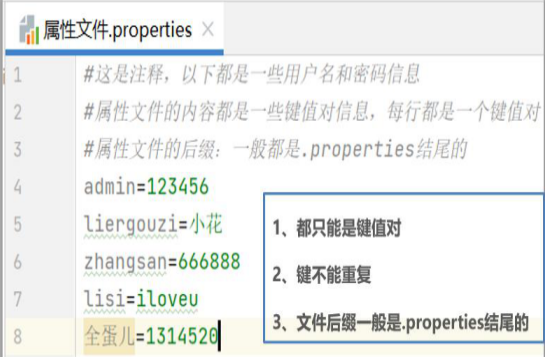 属性文件.properties
1 #这是注释，以下都是一些用户名和密码信息
2 #属性文件的内容都是一些键值对信息，每行都是一个键值对
3 #属性文件的后缀：一般都是.properties结尾的
4 admin=123456
5 liergouzi=小花
6 zhangsan=666888
7 lisi=iloveu
8 全蛋儿=1314520
1、都只能是键值对
2、键不能重复
3、文件后缀一般是.properties结尾的